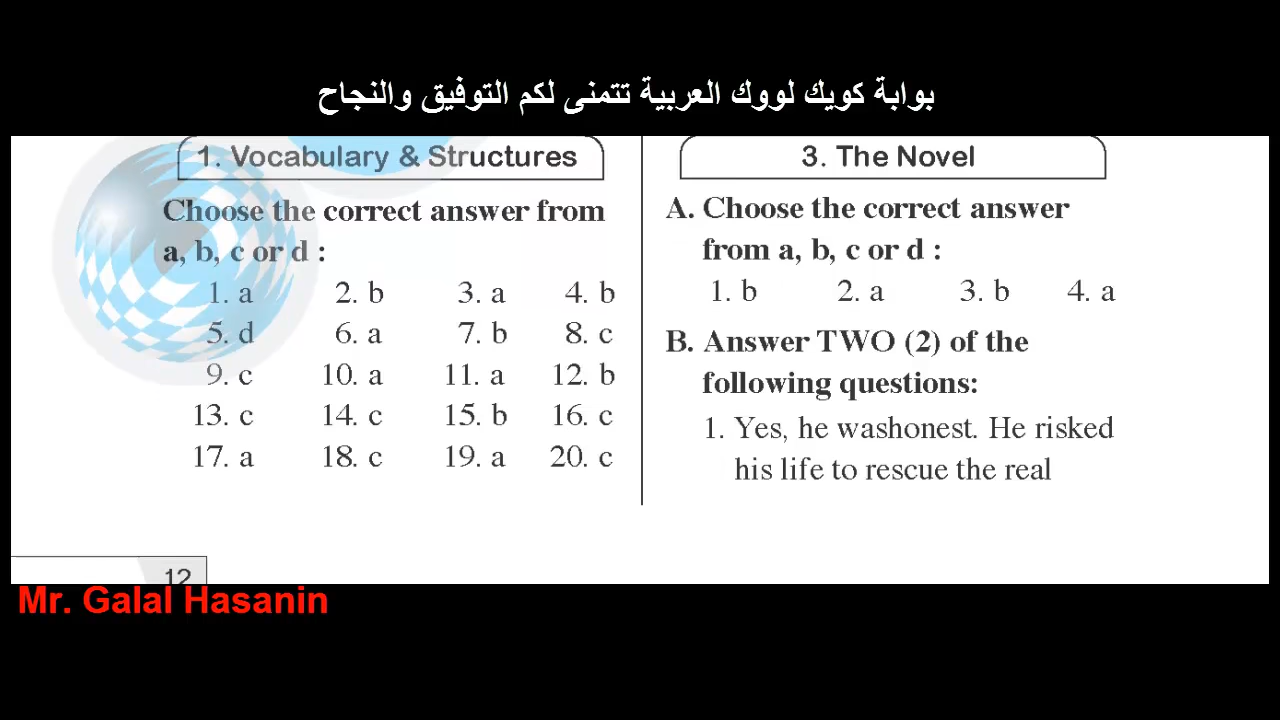 بوابة كويك لووك العربية تتمنى لكم التوفيق والنجاح
1. Vocabulary & Structures
Choose the correct answer from
a, b, c or d :
1. a 2. b 3. a 4. b
5. d 6. a 7. b 8. c
9. c 10. a 11. a 12. b
13. c 14. c 15. b 16. c
17. a 18. c 19. a 20. c
12
3. The Novel
A. Choose the correct answer
from a, b, c or d :
1. b 2. a 3. b 4. a
B. Answer TWO (2) of the
following questions:
1. Yes, he washonest. He risked
his life to rescue the real
Mr. Galal Hasanin